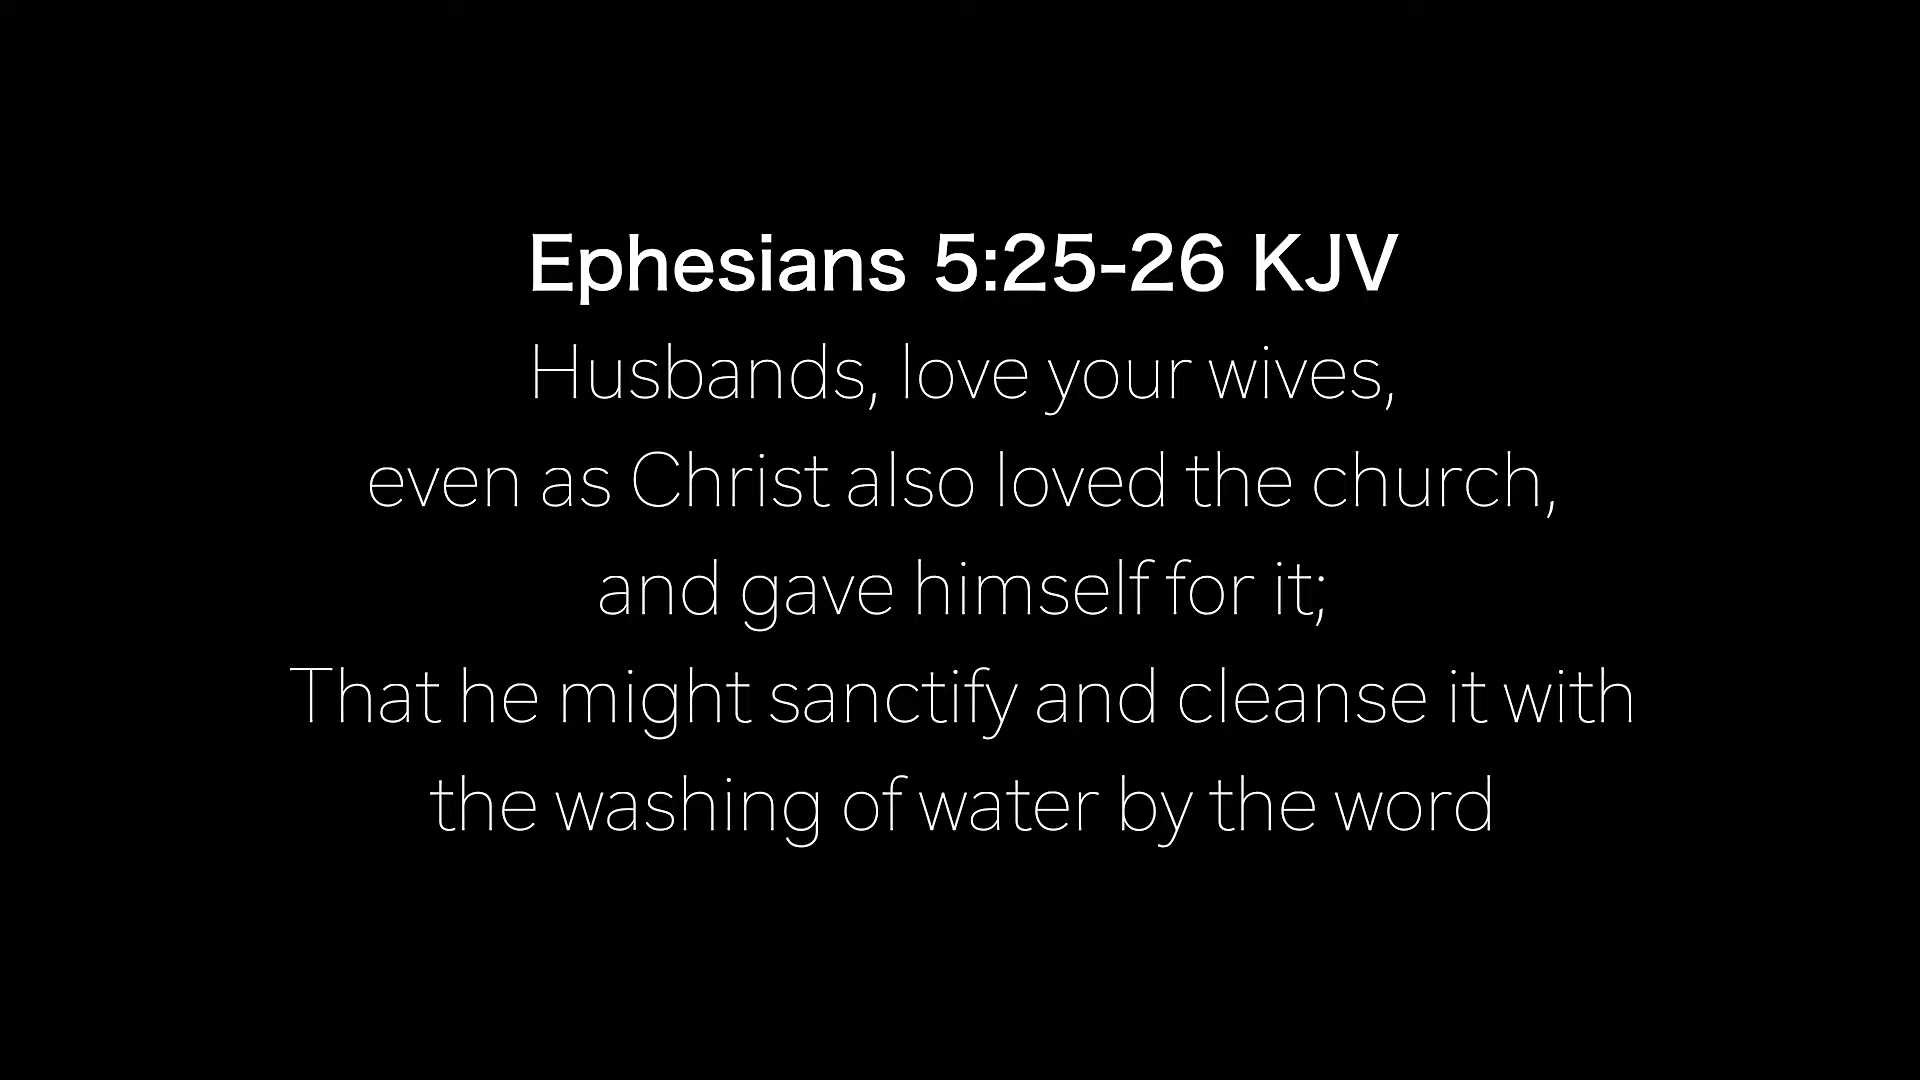 Ephesians 5:25-26 KJV
Husbands, love your wives,
even as Christ also loved the church,
and gave himself for it;
That he might sanctify and cleanse it with
the washing of water by the word